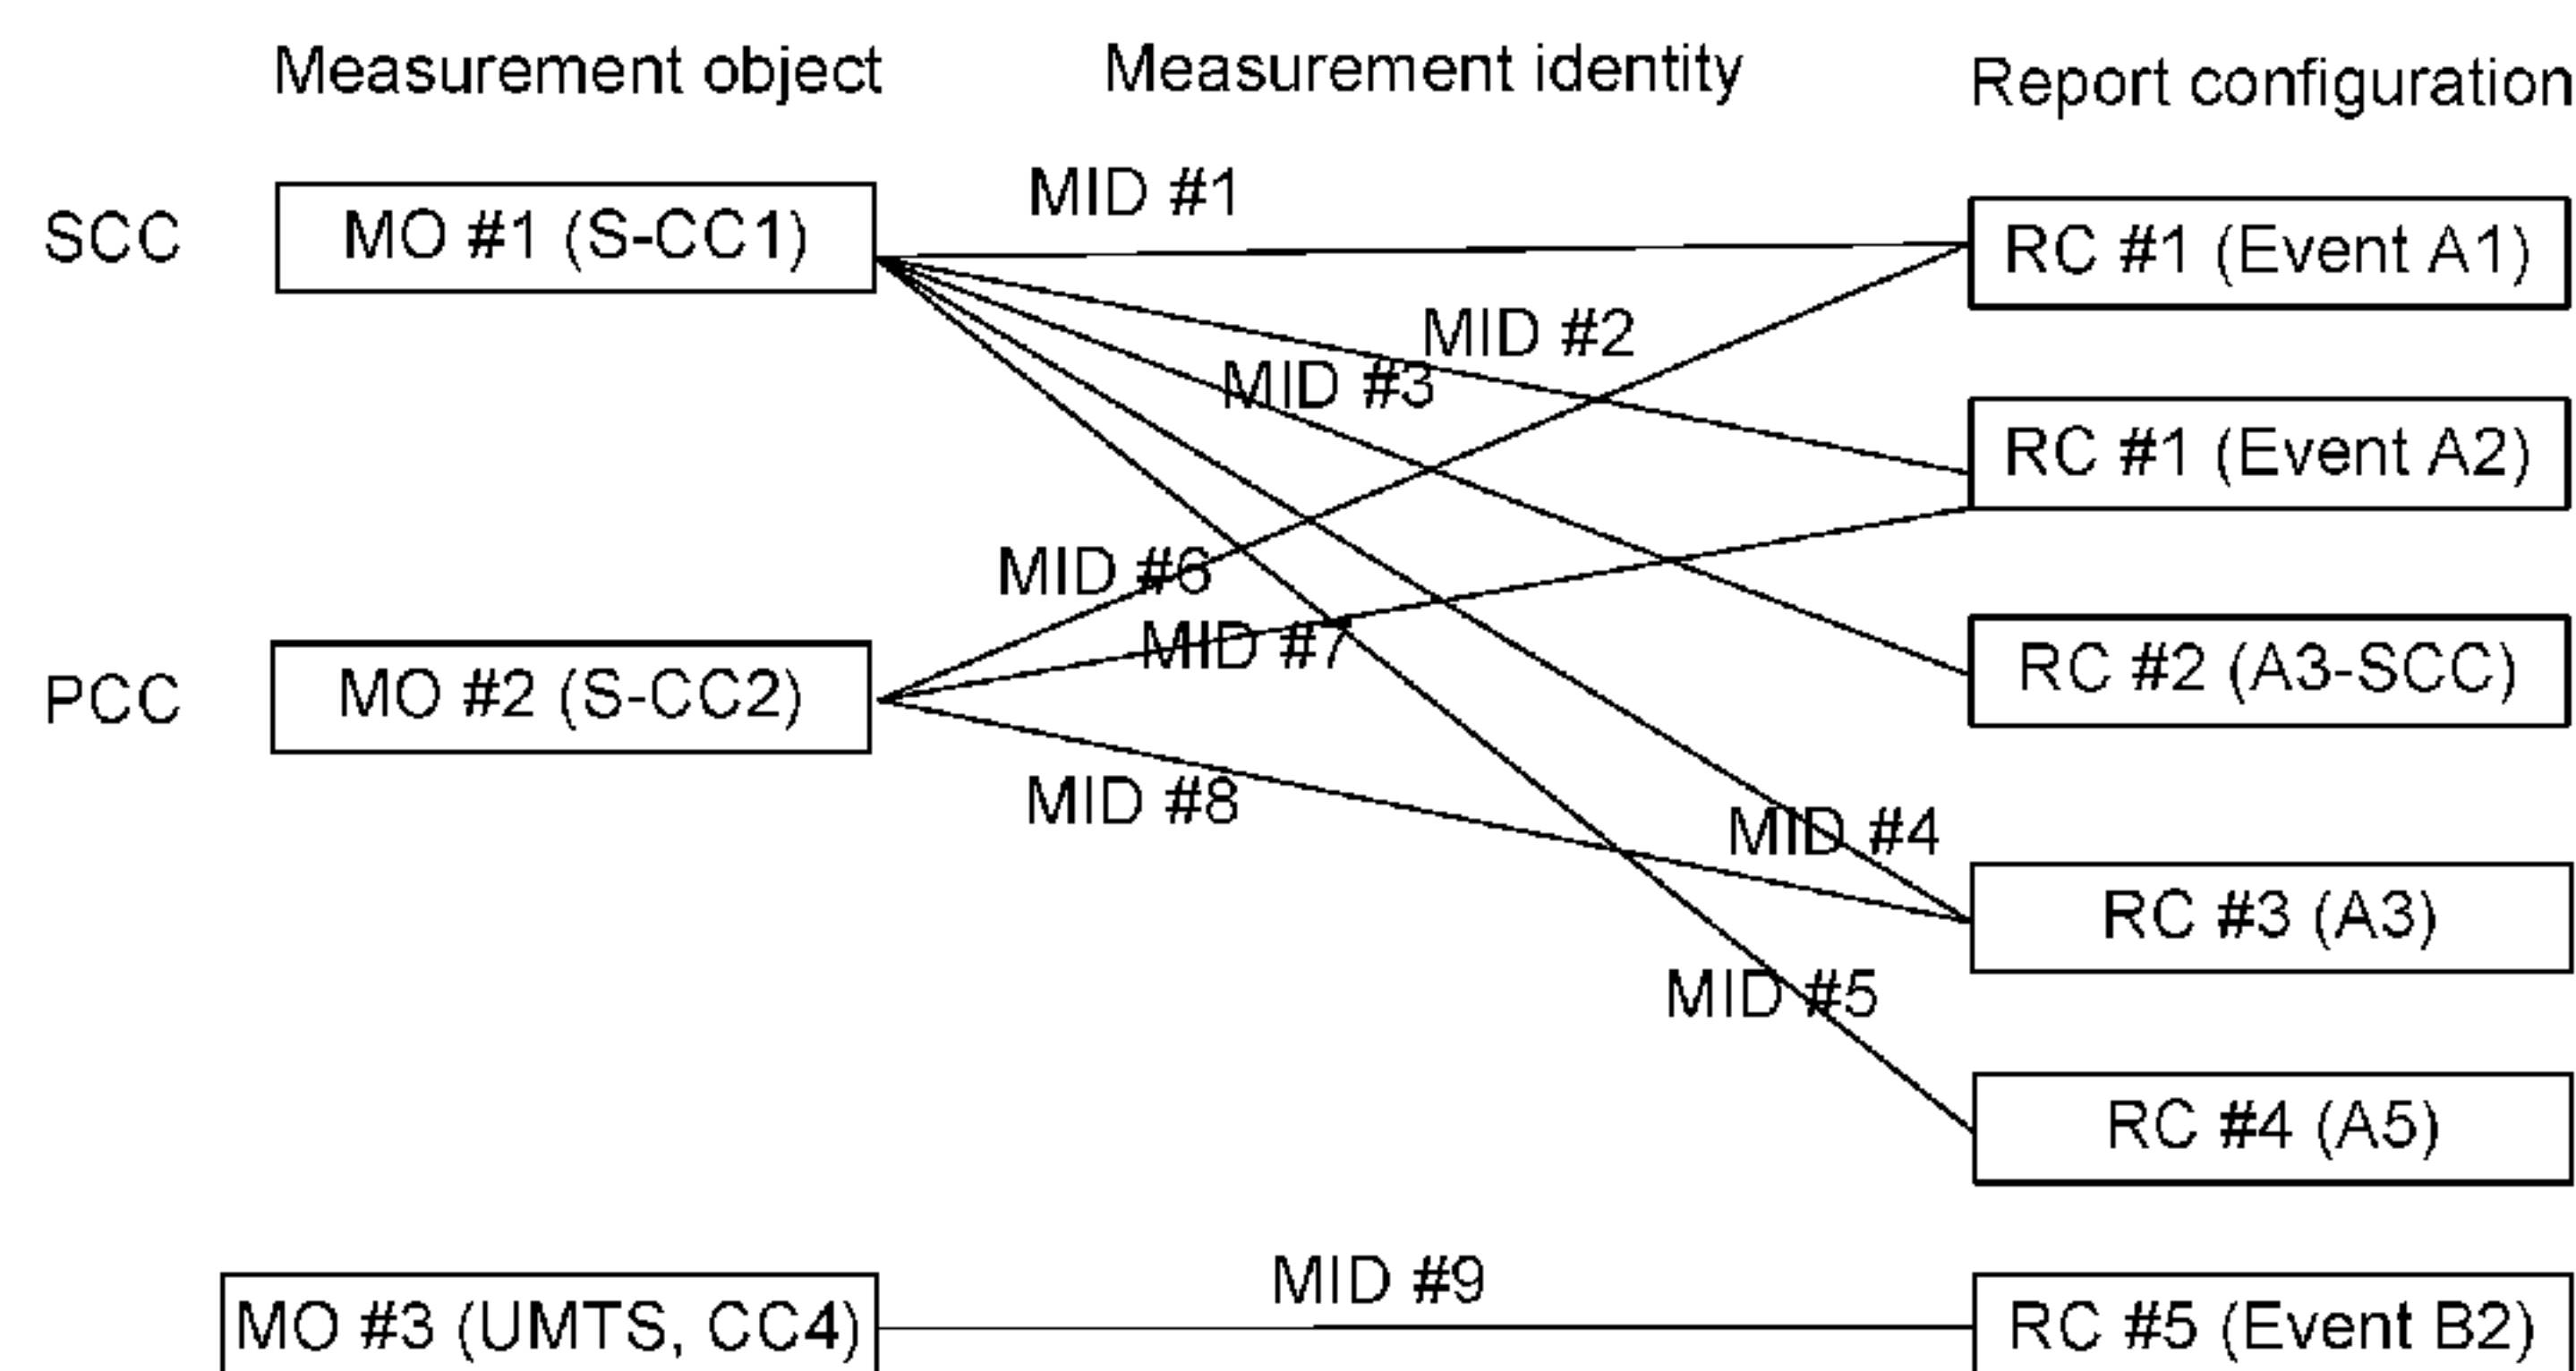 Measurement object
Measurement identity
Report configuration
MID #1
SCC
MO #1 (S-CC1)
RC #1 (Event A1)
MID #2
MID #3
RC #1 (Event A2)
MID #6
MID #7
PCC
MO #2 (S-CC2)
RC #2 (A3-SCC)
MID #8
MID #4
RC #3 (A3)
MID #5
RC #4 (A5)
MID #9
MO #3 (UMTS, CC4)
RC #5 (Event B2)